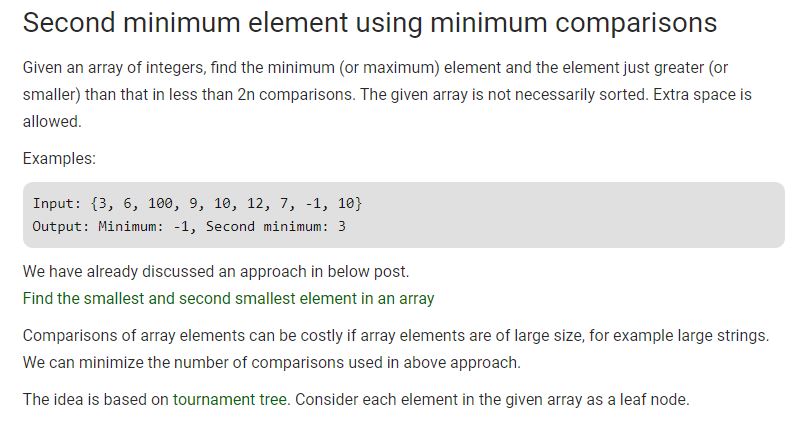 Second minimum element using minimum comparisons
Given an array of integers, find the minimum (or maximum) element and the element just greater (or
smaller) than that in less than 2n comparisons. The given array is not necessarily sorted. Extra space is
allowed.
Examples:
Input: {3, 6, 100, 9, 10, 12, 7, -1, 10}
Output: Minimum: -1, Second minimum: 3
We have already discussed an approach in below post.
Find the smallest and second smallest element in an array
Comparisons of array elements can be costly if array elements are of large size, for example large strings.
We can minimize the number of comparisons used in above approach.
The idea is based on tournament tree. Consider each element in the given array as a leaf node.